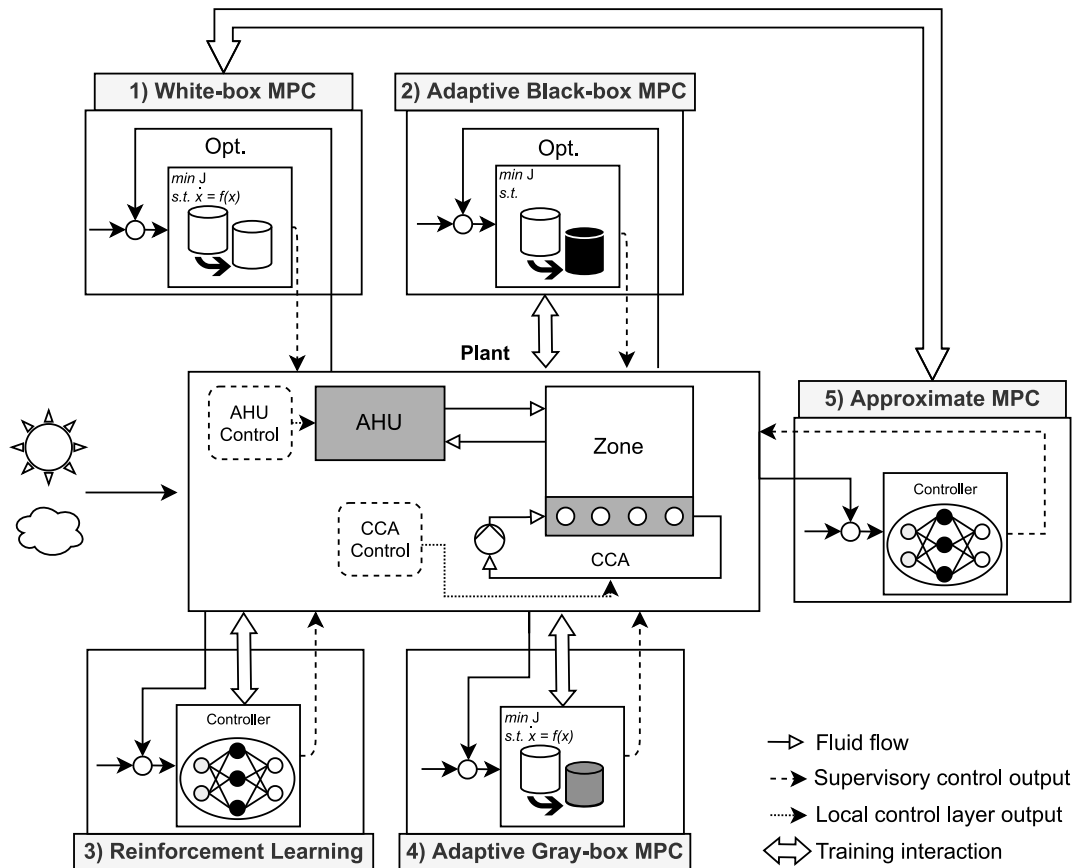 1) White-box MPC
Opt.
min J
s.t. ẋ = f(x)
2) Adaptive Black-box MPC
Opt.
min J
s.t.
Plant
AHU
Control
AHU
Zone
CCA
Control
CCA
5) Approximate MPC
Controller
Controller
3) Reinforcement Learning
min J
s.t. ẋ = f(x)
4) Adaptive Gray-box MPC
Fluid flow
Supervisory control output
Local control layer output
Training interaction